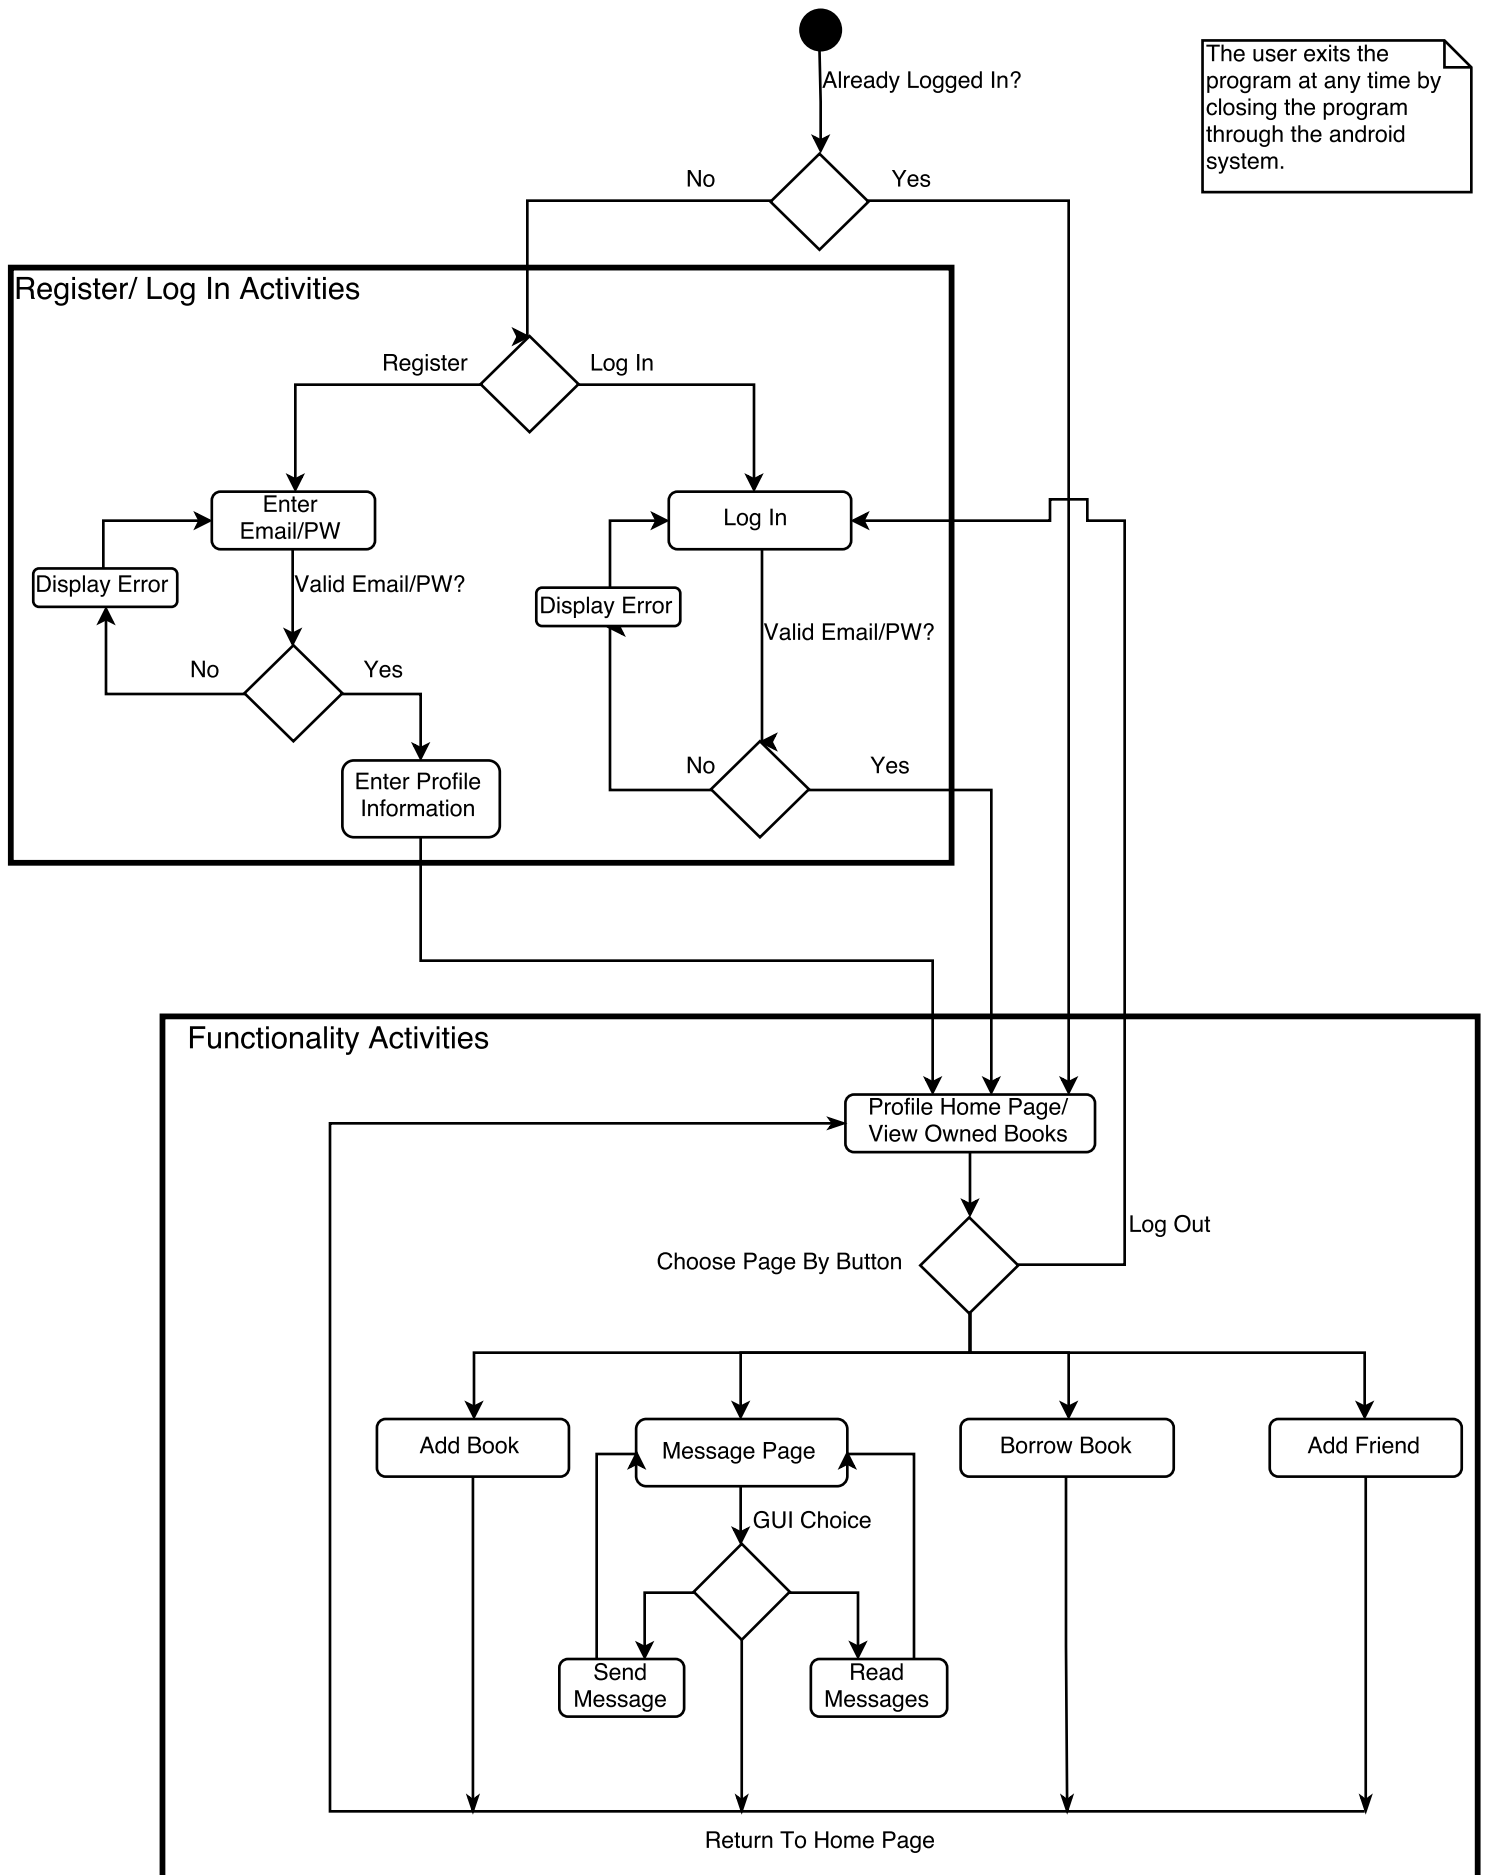 Already Logged In?
The user exits the
program at any time by
closing the program
through the android
system.
No
Yes
Register/ Log In Activities
Register
Log In
Enter
Email/PW
Log In
Display Error
Valid Email/PW?
Display Error
Valid Email/PW?
No
Yes
Enter Profile
Information
No
Yes
Functionality Activities
Profile Home Page/
View Owned Books
Log Out
Choose Page By Button
Add Book
Message Page
Borrow Book
Add Friend
GUI Choice
Send
Message
Read
Messages
Return To Home Page